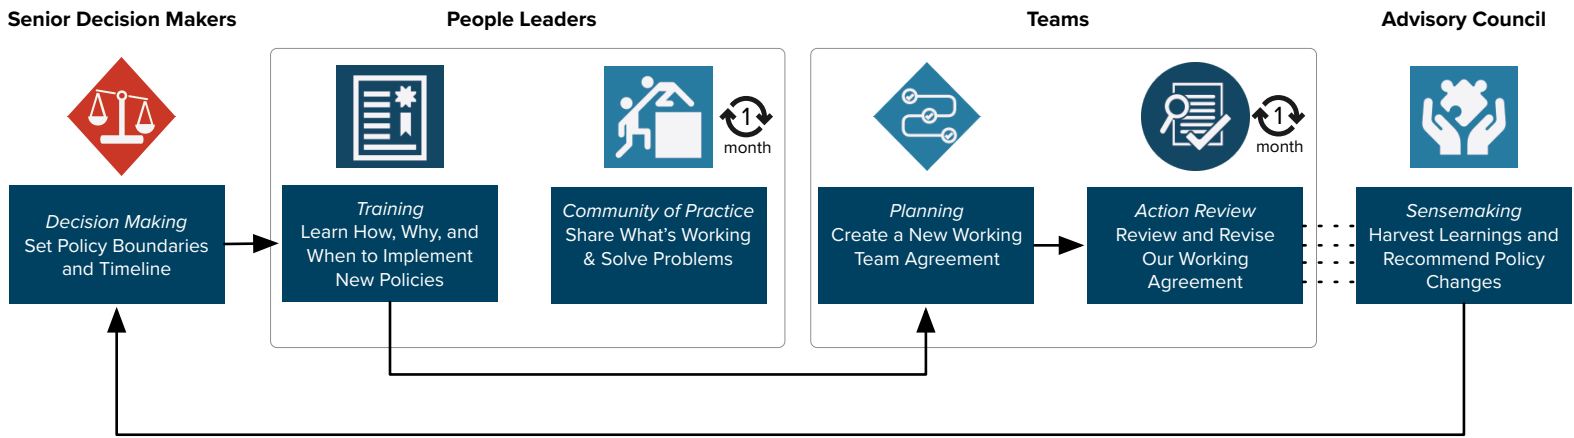 Senior Decision Makers
People Leaders
Teams
Advisory Council
1
month
1
month
Decision Making
Set Policy Boundaries
and Timeline
Training
Learn How, Why, and
When to Implement
New Policies
Community of Practice
Share What's Working
& Solve Problems
Planning
Create a New Working
Team Agreement
Action Review
Review and Revise
Our Working
Agreement
Sensemaking
Harvest Learnings and
Recommend Policy
Changes